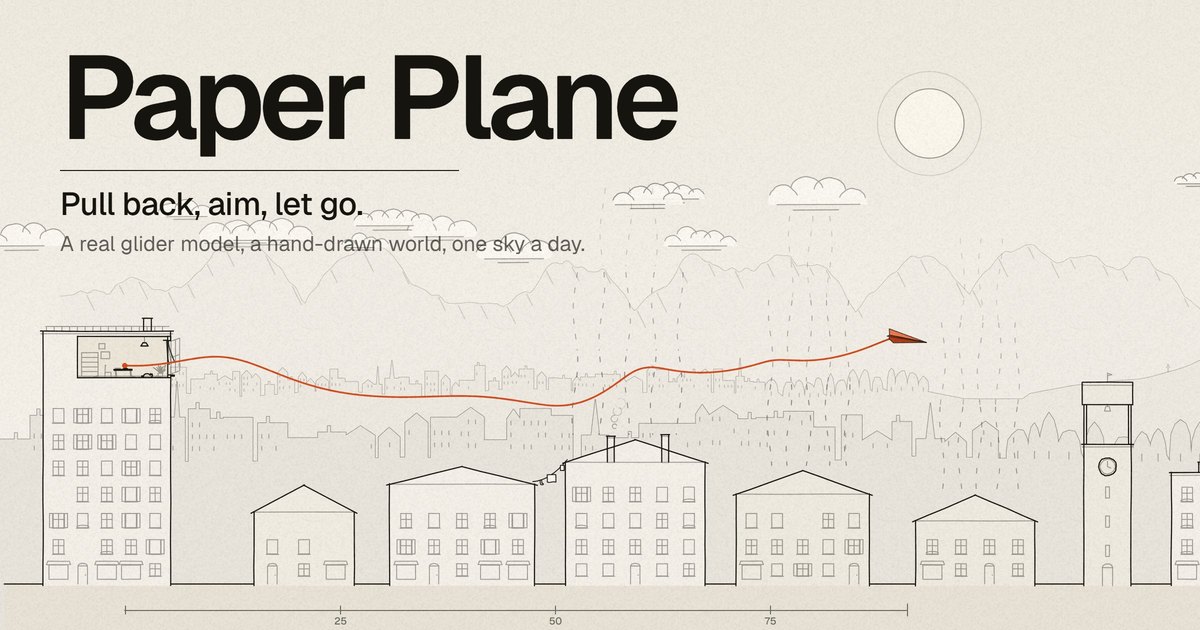 Paper Plane
Pull back, aim, let go.
A real glider model, a hand-drawn world, one sky a day.
25 50 75